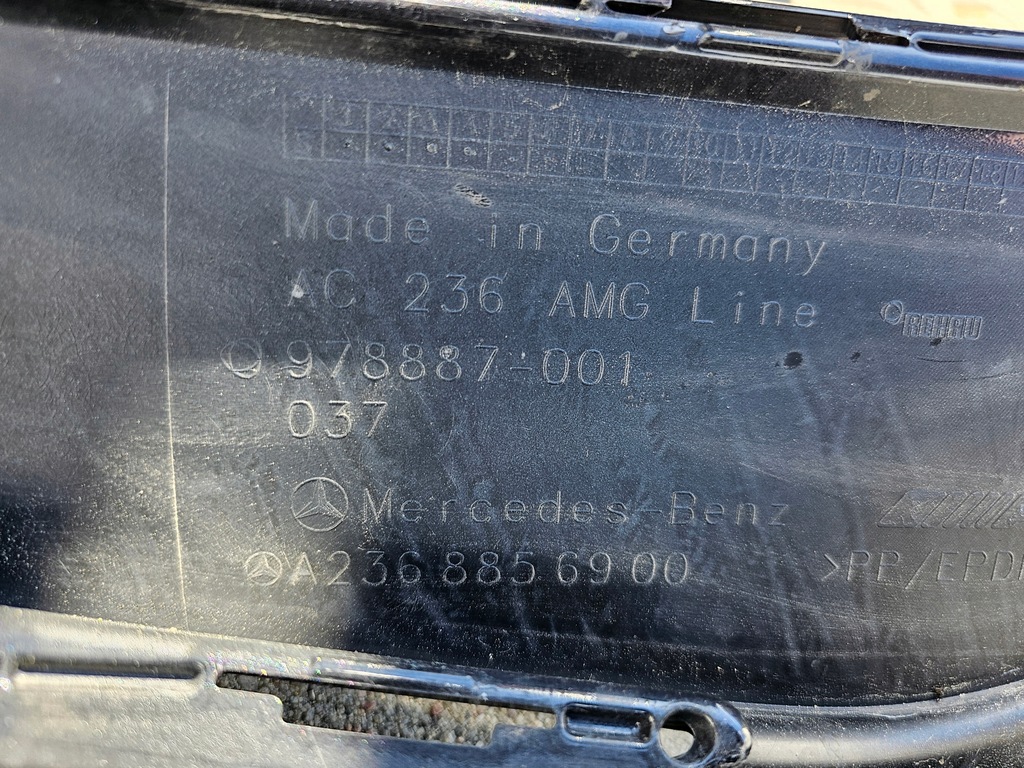 Made in Germany
AC 236 AMG Line
REHAU
978887-001
037
Mercedes-Benz
A236 885 69 00
>PP/EPDM